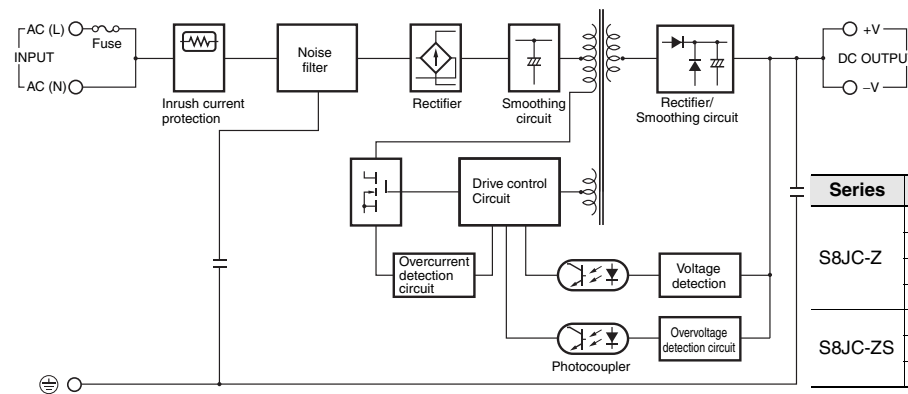 AC (L)
Fuse
INPUT
AC (N)
Inrush current
protection
Noise
filter
Rectifier
Smoothing
circuit
Rectifier/
Smoothing circuit
+V
DC OUTPU
–V
Drive control
Circuit
Overcurrent
detection
circuit
Voltage
detection
Overvoltage
detection circuit
Photocoupler
Series
S8JC-Z
S8JC-ZS